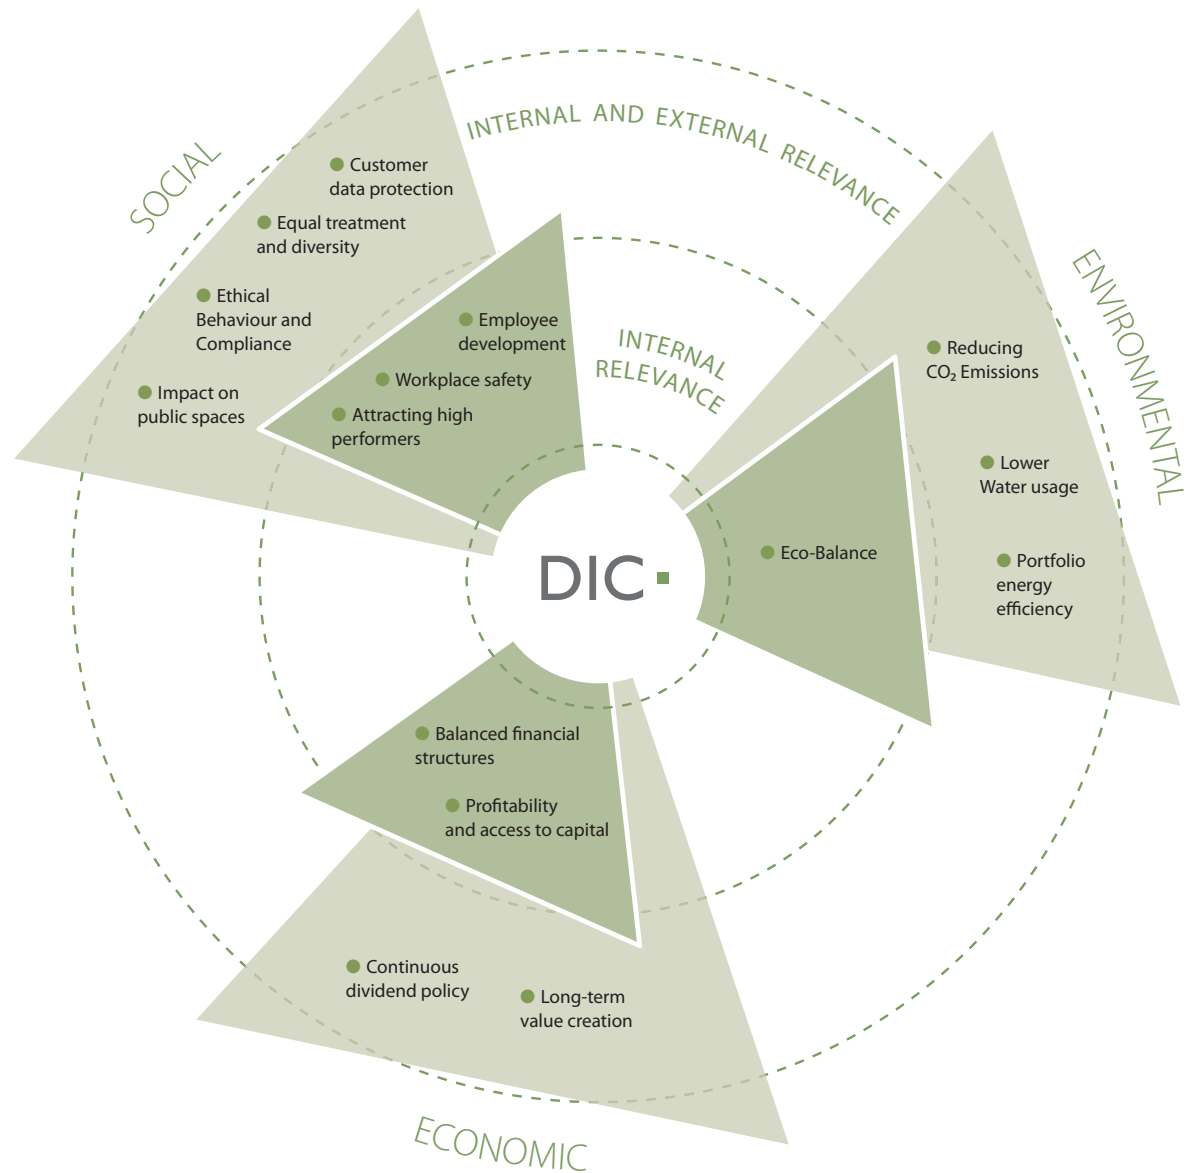 INTERNAL AND EXTERNAL RELEVANCE
SOCIAL
Customer
data protection
Equal treatment
and diversity
Ethical
Behaviour and
Compliance
Impact on
public spaces
Employee
development
Workplace safety
Attracting high
performers
INTERNAL
RELEVANCE
ENVIRONMENTAL
Reducing
CO₂ Emissions
Lower
Water usage
Portfolio
energy
efficiency
Eco-Balance
DIC
Balanced financial
structures
Profitability
and access to capital
Continuous
dividend policy
Long-term
value creation
ECONOMIC